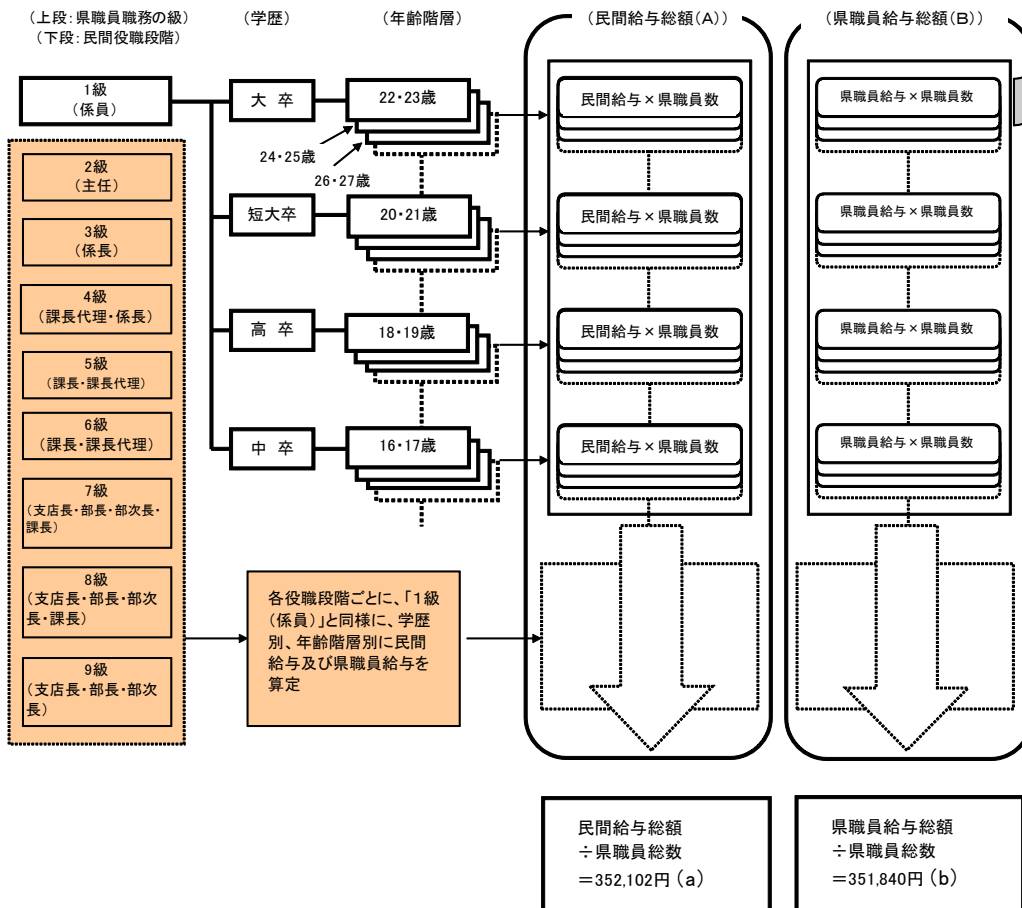 （上段：県職員職務の級）
（下段：民間役職段階）
（学歴）
（年齢階層）
（民間給与総額(A)）
（県職員給与総額(B)）
1級
（係員）
2級
（主任）
3級
（係長）
4級
（課長代理・係長）
5級
（課長・課長代理）
6級
（課長・課長代理）
7級
（支店長・部長・部次長・
課長）
8級
（支店長・部長・部次
長・課長）
9級
（支店長・部長・部次
長）
大　卒
22・23歳
24・25歳
26・27歳
民間給与×県職員数
県職員給与×県職員数
短大卒
20・21歳
民間給与×県職員数
県職員給与×県職員数
高　卒
18・19歳
民間給与×県職員数
県職員給与×県職員数
中　卒
16・17歳
民間給与×県職員数
県職員給与×県職員数
各役職段階ごとに、「1級
（係員）」と同様に、学歴
別、年齢階層別に民間
給与及び県職員給与を
算定
民間給与総額
÷県職員総数
＝352,102円（a）
県職員給与総額
÷県職員総数
＝351,840円（b）